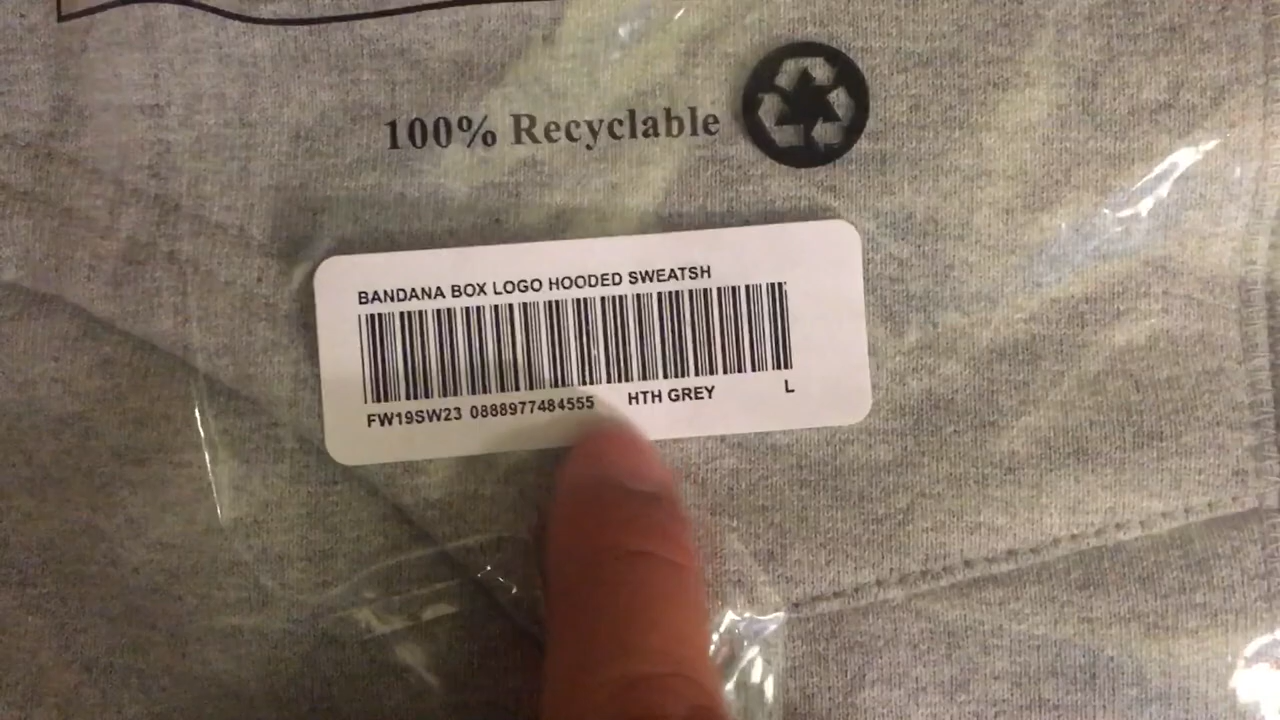 100% Recyclable
BANDANA BOX LOGO HOODED SWEATSH
FW19SW23 0888977484555 HTH GREY L